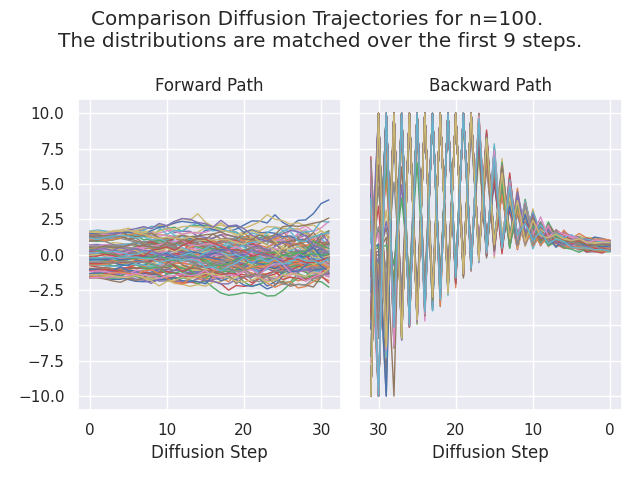 Comparison Diffusion Trajectories for n=100.
The distributions are matched over the first 9 steps.
Forward Path
Backward Path
10.0
7.5
5.0
2.5
0.0
−2.5
−5.0
−7.5
−10.0
0 10 20 30
30 20 10 0
Diffusion Step
Diffusion Step